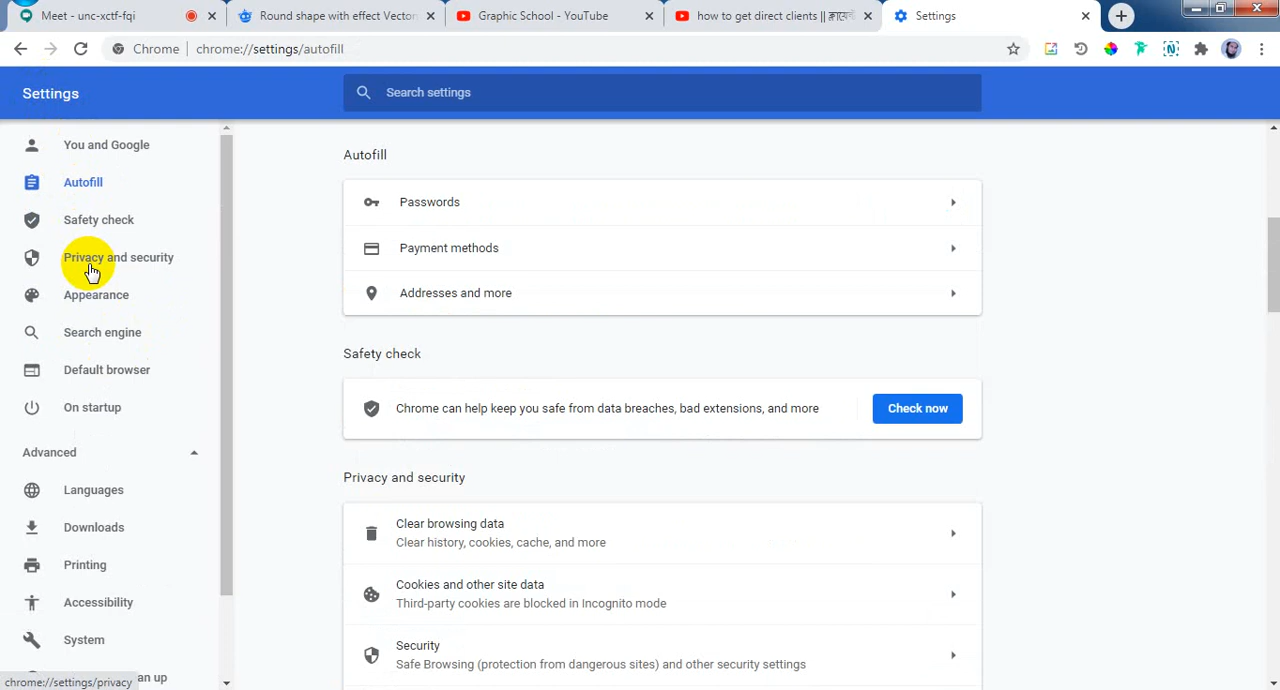 Meet - unc-xctf-fqi
Round shape with effect Vector
Graphic School - YouTube
how to get direct clients ||
Settings
Chrome
chrome://settings/autofill
Settings
Search settings
You and Google
Autofill
Safety check
Privacy and security
Appearance
Search engine
Default browser
On startup
Advanced
Languages
Downloads
Printing
Accessibility
System
an up
chrome://settings/privacy
Autofill
Passwords
Payment methods
Addresses and more
Safety check
Chrome can help keep you safe from data breaches, bad extensions, and more
Check now
Privacy and security
Clear browsing data
Clear history, cookies, cache, and more
Cookies and other site data
Third-party cookies are blocked in Incognito mode
Security
Safe Browsing (protection from dangerous sites) and other security settings